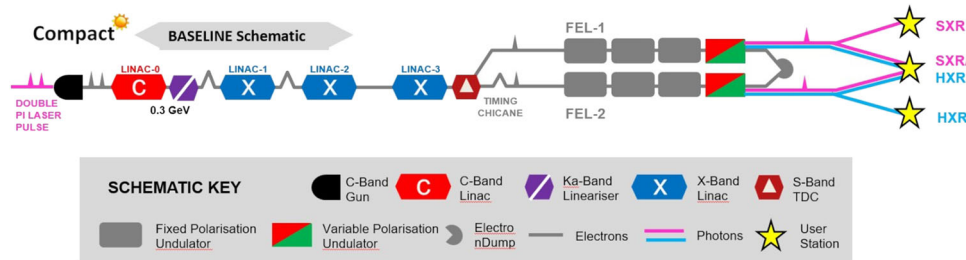 Compact
BASELINE Schematic
FEL-1
SXR
LINAC-0
LINAC-1
LINAC-2
LINAC-3
SXR
HXR
C
X
X
X
DOUBLE
PI LASER
PULSE
0.3 GeV
TIMING
CHICANE
FEL-2
HXR
SCHEMATIC KEY
C-Band
Gun
C
C-Band
Linac
Ka-Band
Lineariser
X
X-Band
Linac
S-Band
TDC
Fixed Polarisation
Undulator
Variable Polarisation
Undulator
Electro
nDump
Electrons
Photons
User
Station